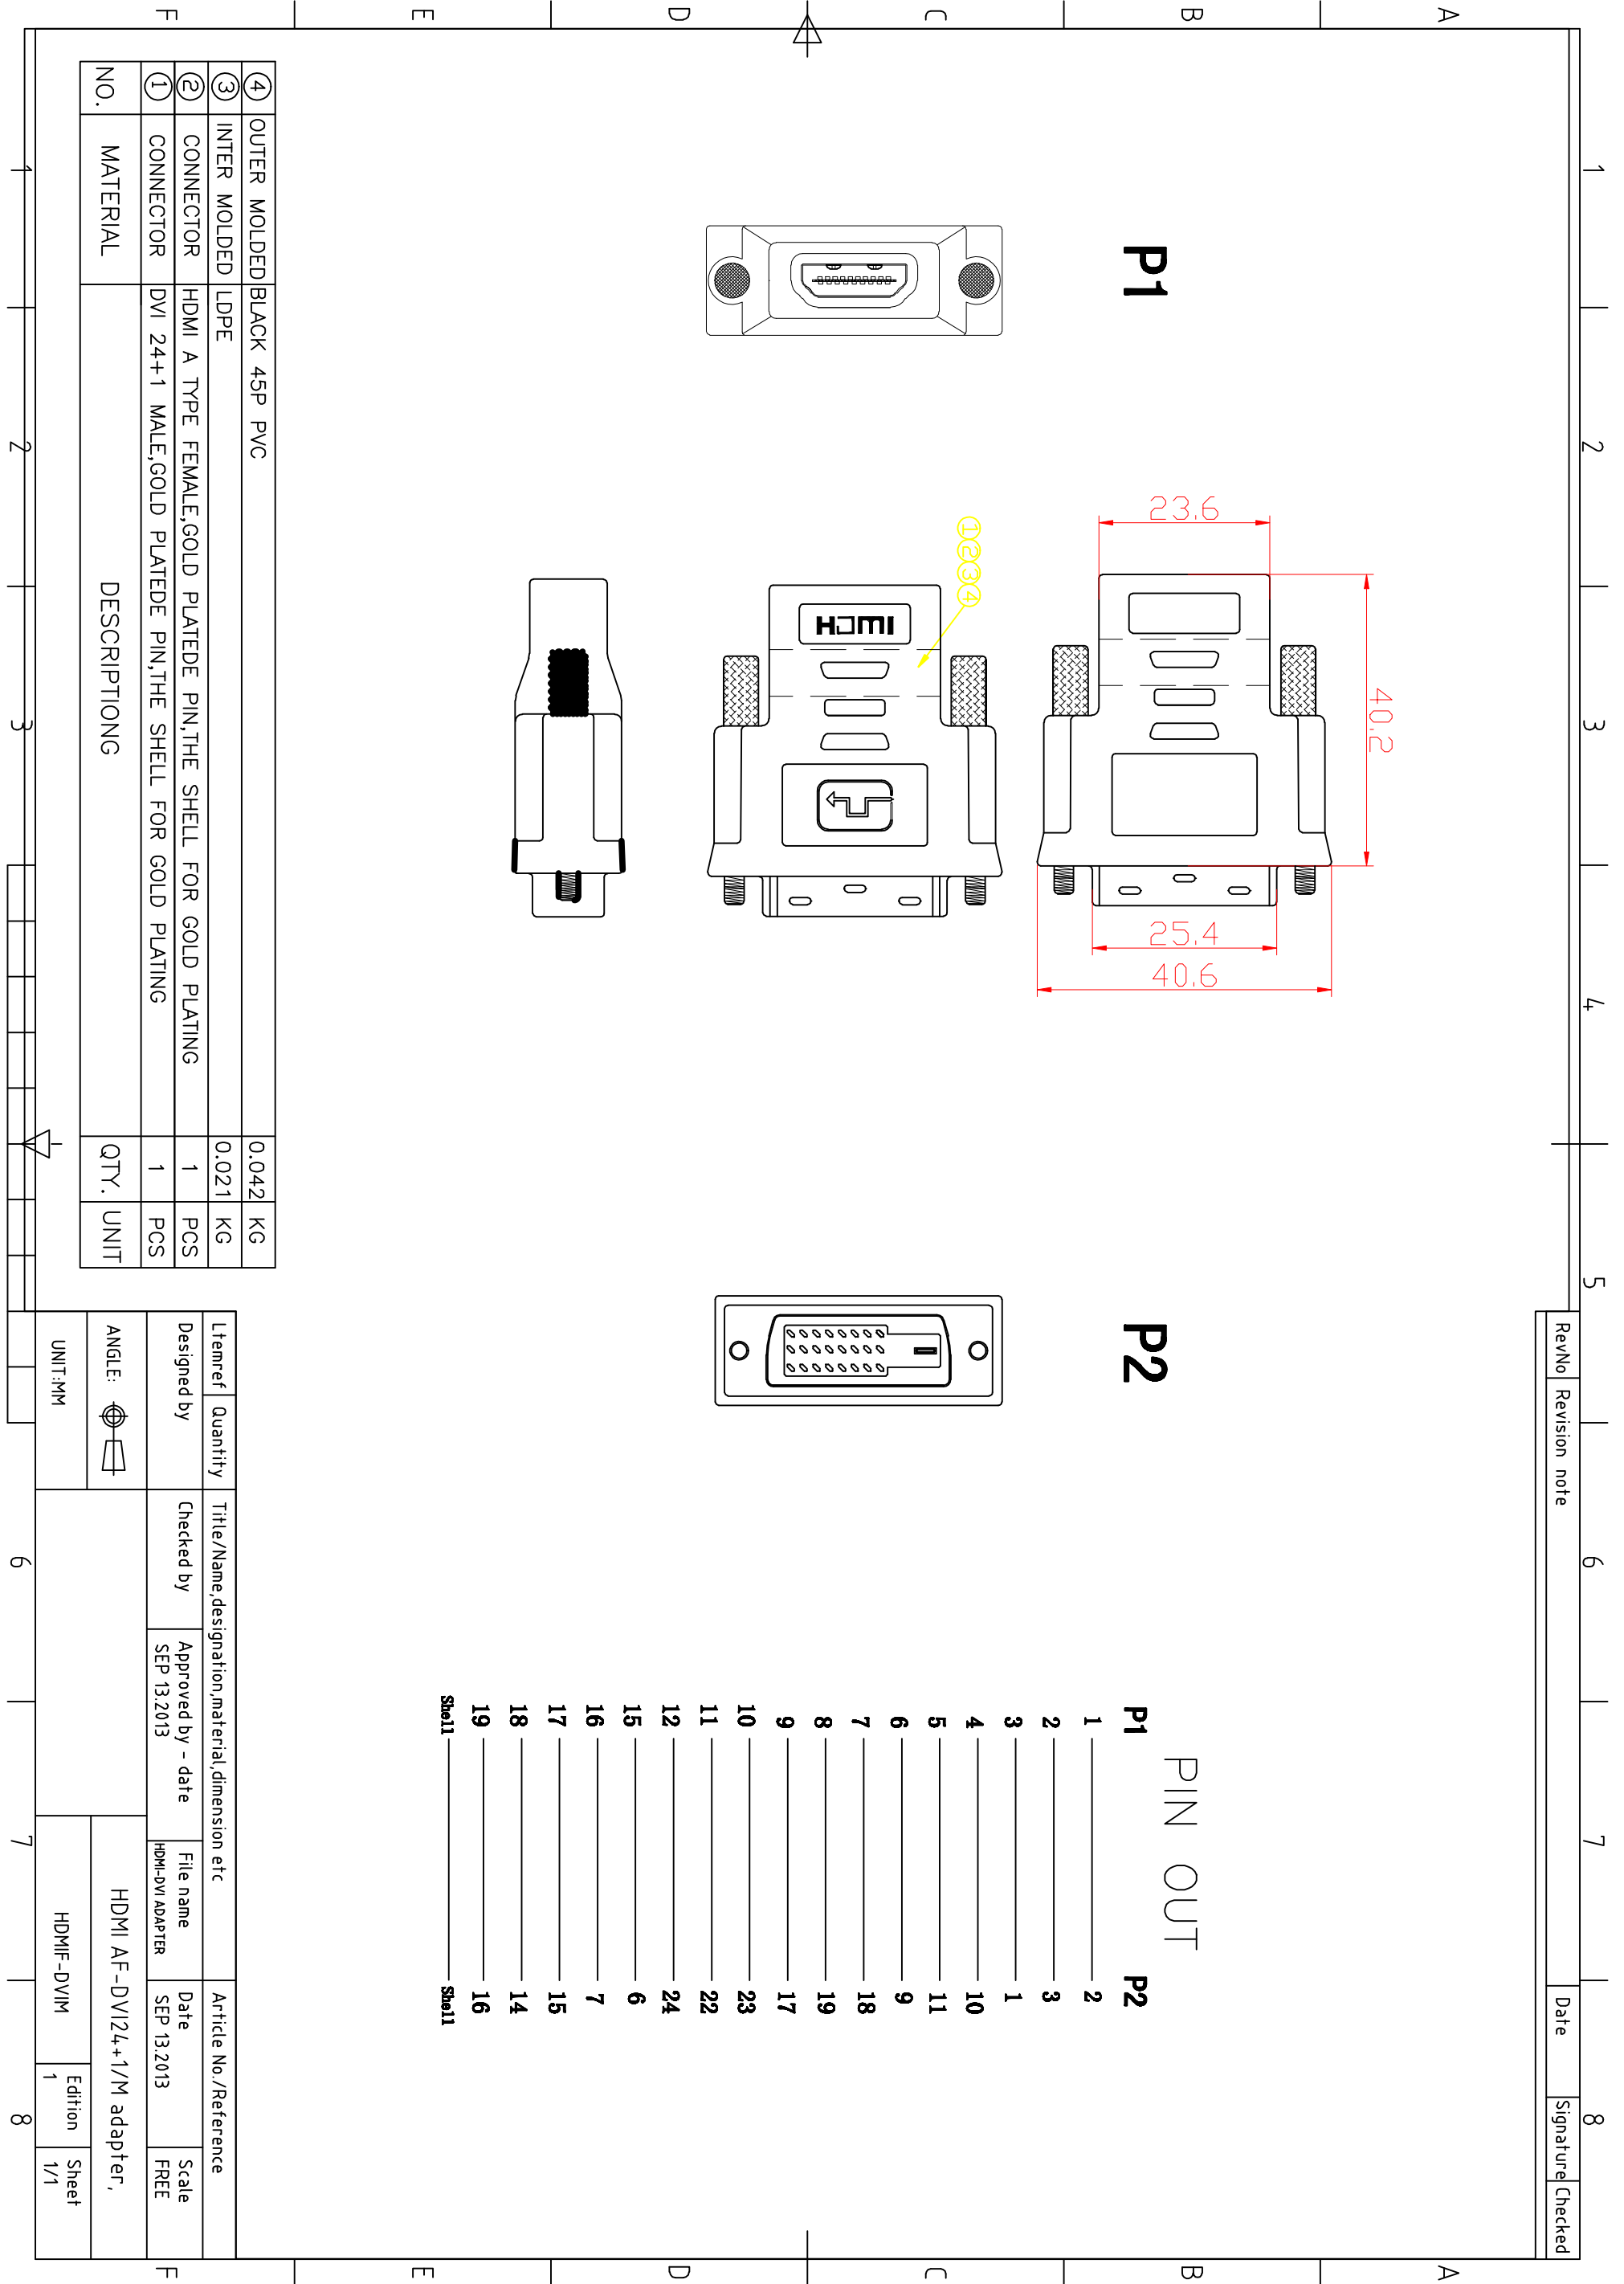 1 2 3 4 5 6 7 8
A
B
C
D
E
F
RevNo Revision note Date Signature Checked
P1
P2
PIN OUT
P1 P2
1 2
2 3
3 1
4 10
5 11
6 9
7 18
8 19
9 17
10 23
11 22
12 24
15 6
16 7
17 15
18 14
19 16
Shell Shell
40.2
23.6
25.4
40.6
①②③④
④ OUTER MOLDED BLACK 45P PVC 0.042 KG
③ INTER MOLDED LDPE 0.021 KG
② CONNECTOR HDMI A TYPE FEMALE,GOLD PLATEDE PIN,THE SHELL FOR GOLD PLATING 1 PCS
① CONNECTOR DVI 24+1 MALE,GOLD PLATEDE PIN,THE SHELL FOR GOLD PLATING 1 PCS
NO. MATERIAL DESCRIPTIONG QTY. UNIT
Ltemref Quantity Title/Name,designation,material,dimension etc Article No./Reference
Designed by Checked by Approved by - date File name Date Scale
SEP 13.2013 HDMI-DVI ADAPTER SEP 13.2013 FREE
ANGLE: HDMI AF-DVI24+1/M adapter,
UNIT:MM HDMIF-DVIM Edition Sheet
1 1/1
1 2 3 6 7 8
A
B
C
D
E
F